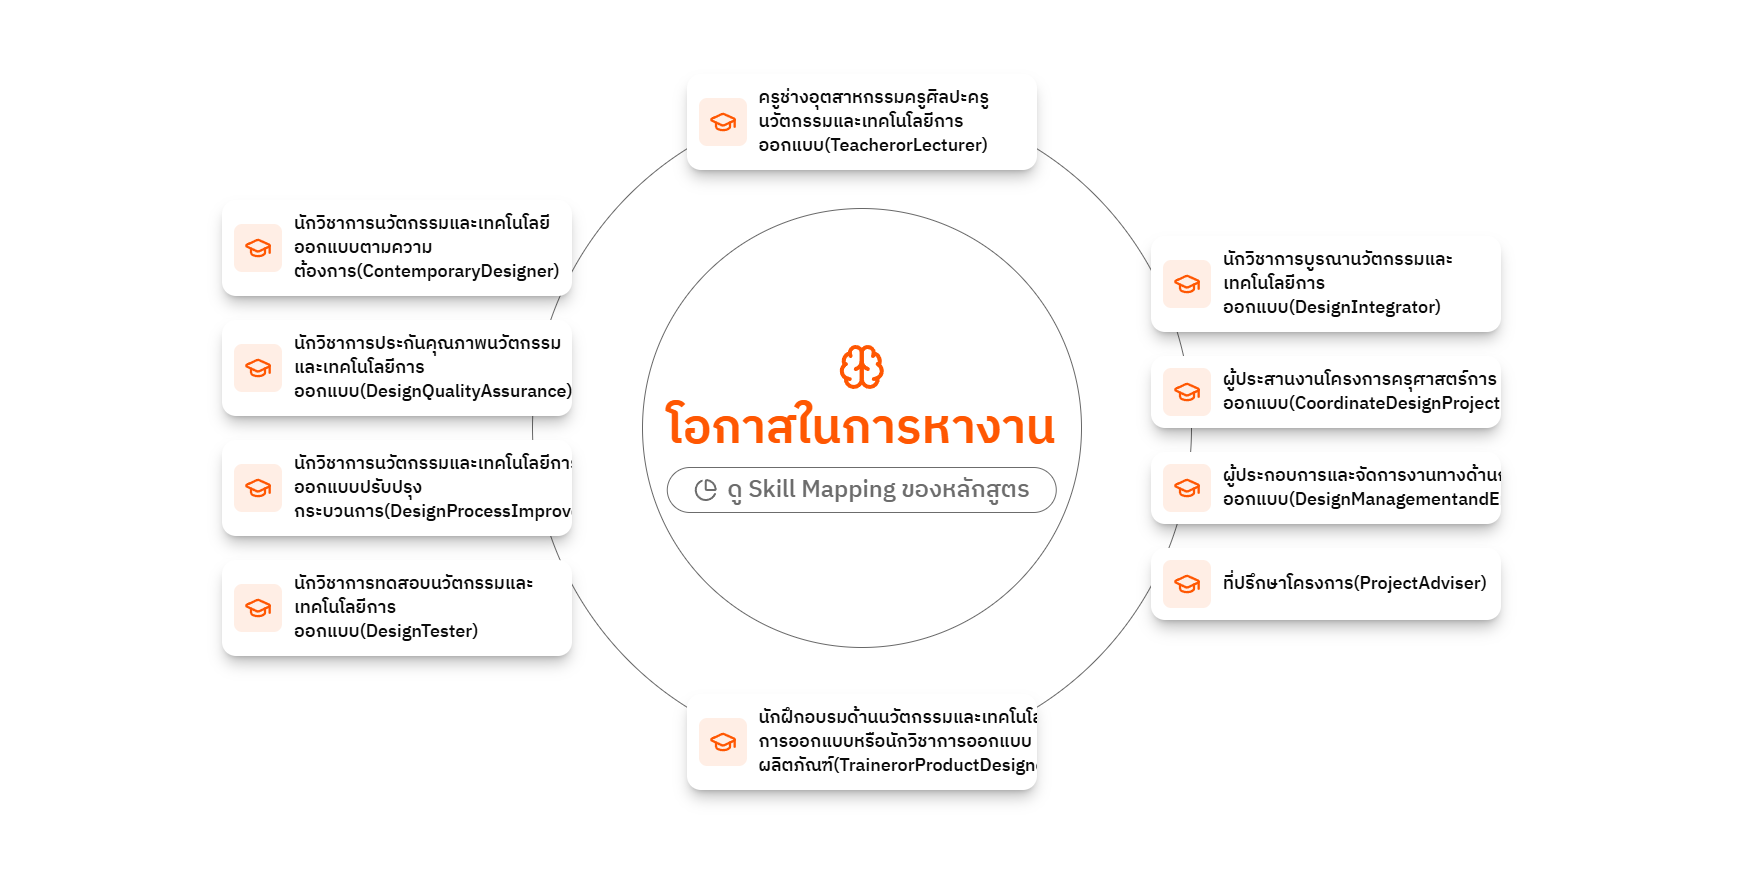 ครูช่างอุตสาหกรรมครูศิลปะครู
นวัตกรรมและเทคโนโลยีการ
ออกแบบ(TeacherorLecturer)
นักวิชาการนวัตกรรมและเทคโนโลยี
ออกแบบตามความ
ต้องการ(ContemporaryDesigner)
นักวิชาการประกันคุณภาพนวัตกรรม
และเทคโนโลยีการ
ออกแบบ(DesignQualityAssurance)
นักวิชาการนวัตกรรมและเทคโนโลยีการ
ออกแบบปรับปรุง
กระบวนการ(DesignProcessImprov
นักวิชาการทดสอบนวัตกรรมและ
เทคโนโลยีการ
ออกแบบ(DesignTester)
โอกาสในการหางาน
ดู Skill Mapping ของหลักสูตร
นักวิชาการบูรณานวัตกรรมและ
เทคโนโลยีการ
ออกแบบ(DesignIntegrator)
ผู้ประสานงานโครงการครุศาสตร์การ
ออกแบบ(CoordinateDesignProject
ผู้ประกอบการและจัดการงานทางด้าน
ออกแบบ(DesignManagementandE
ที่ปรึกษาโครงการ(ProjectAdviser)
นักฝึกอบรมด้านนวัตกรรมและเทคโนโล
การออกแบบหรือนักวิชาการออกแบบ
ผลิตภัณฑ์(TrainerorProductDesign